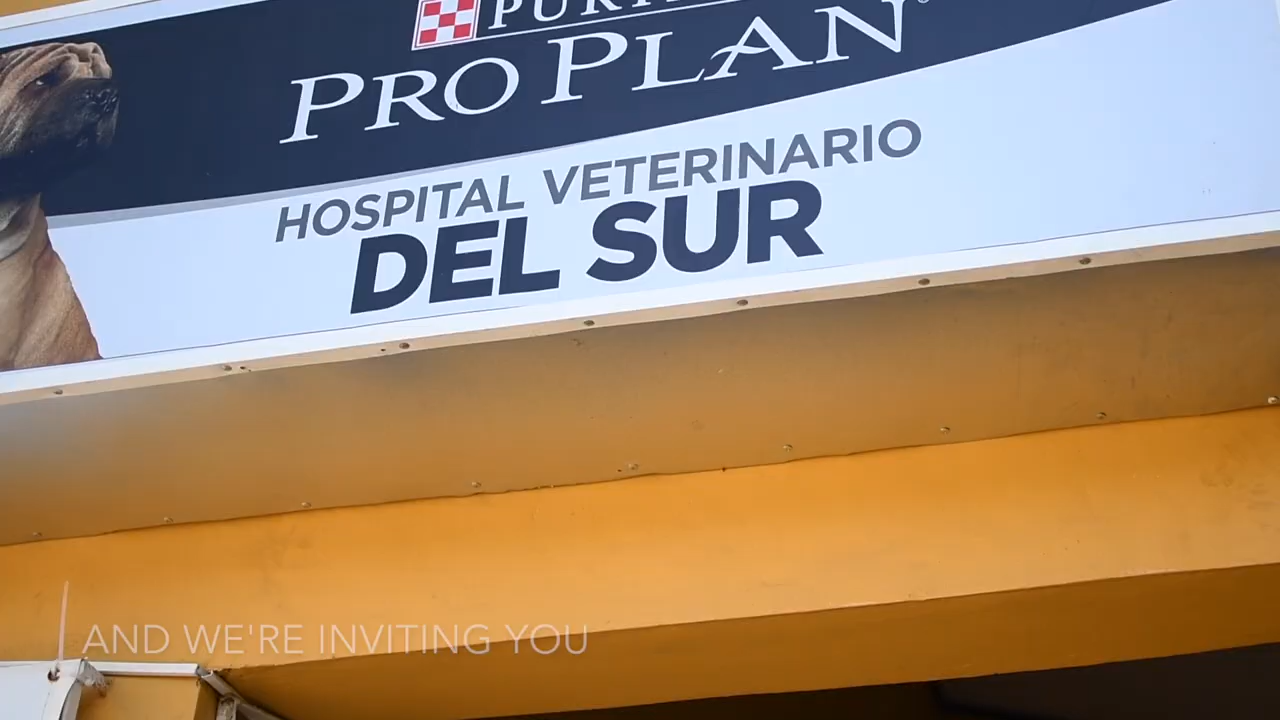 PRO PLAN
HOSPITAL VETERINARIO
DEL SUR
AND WE'RE INVITING YOU